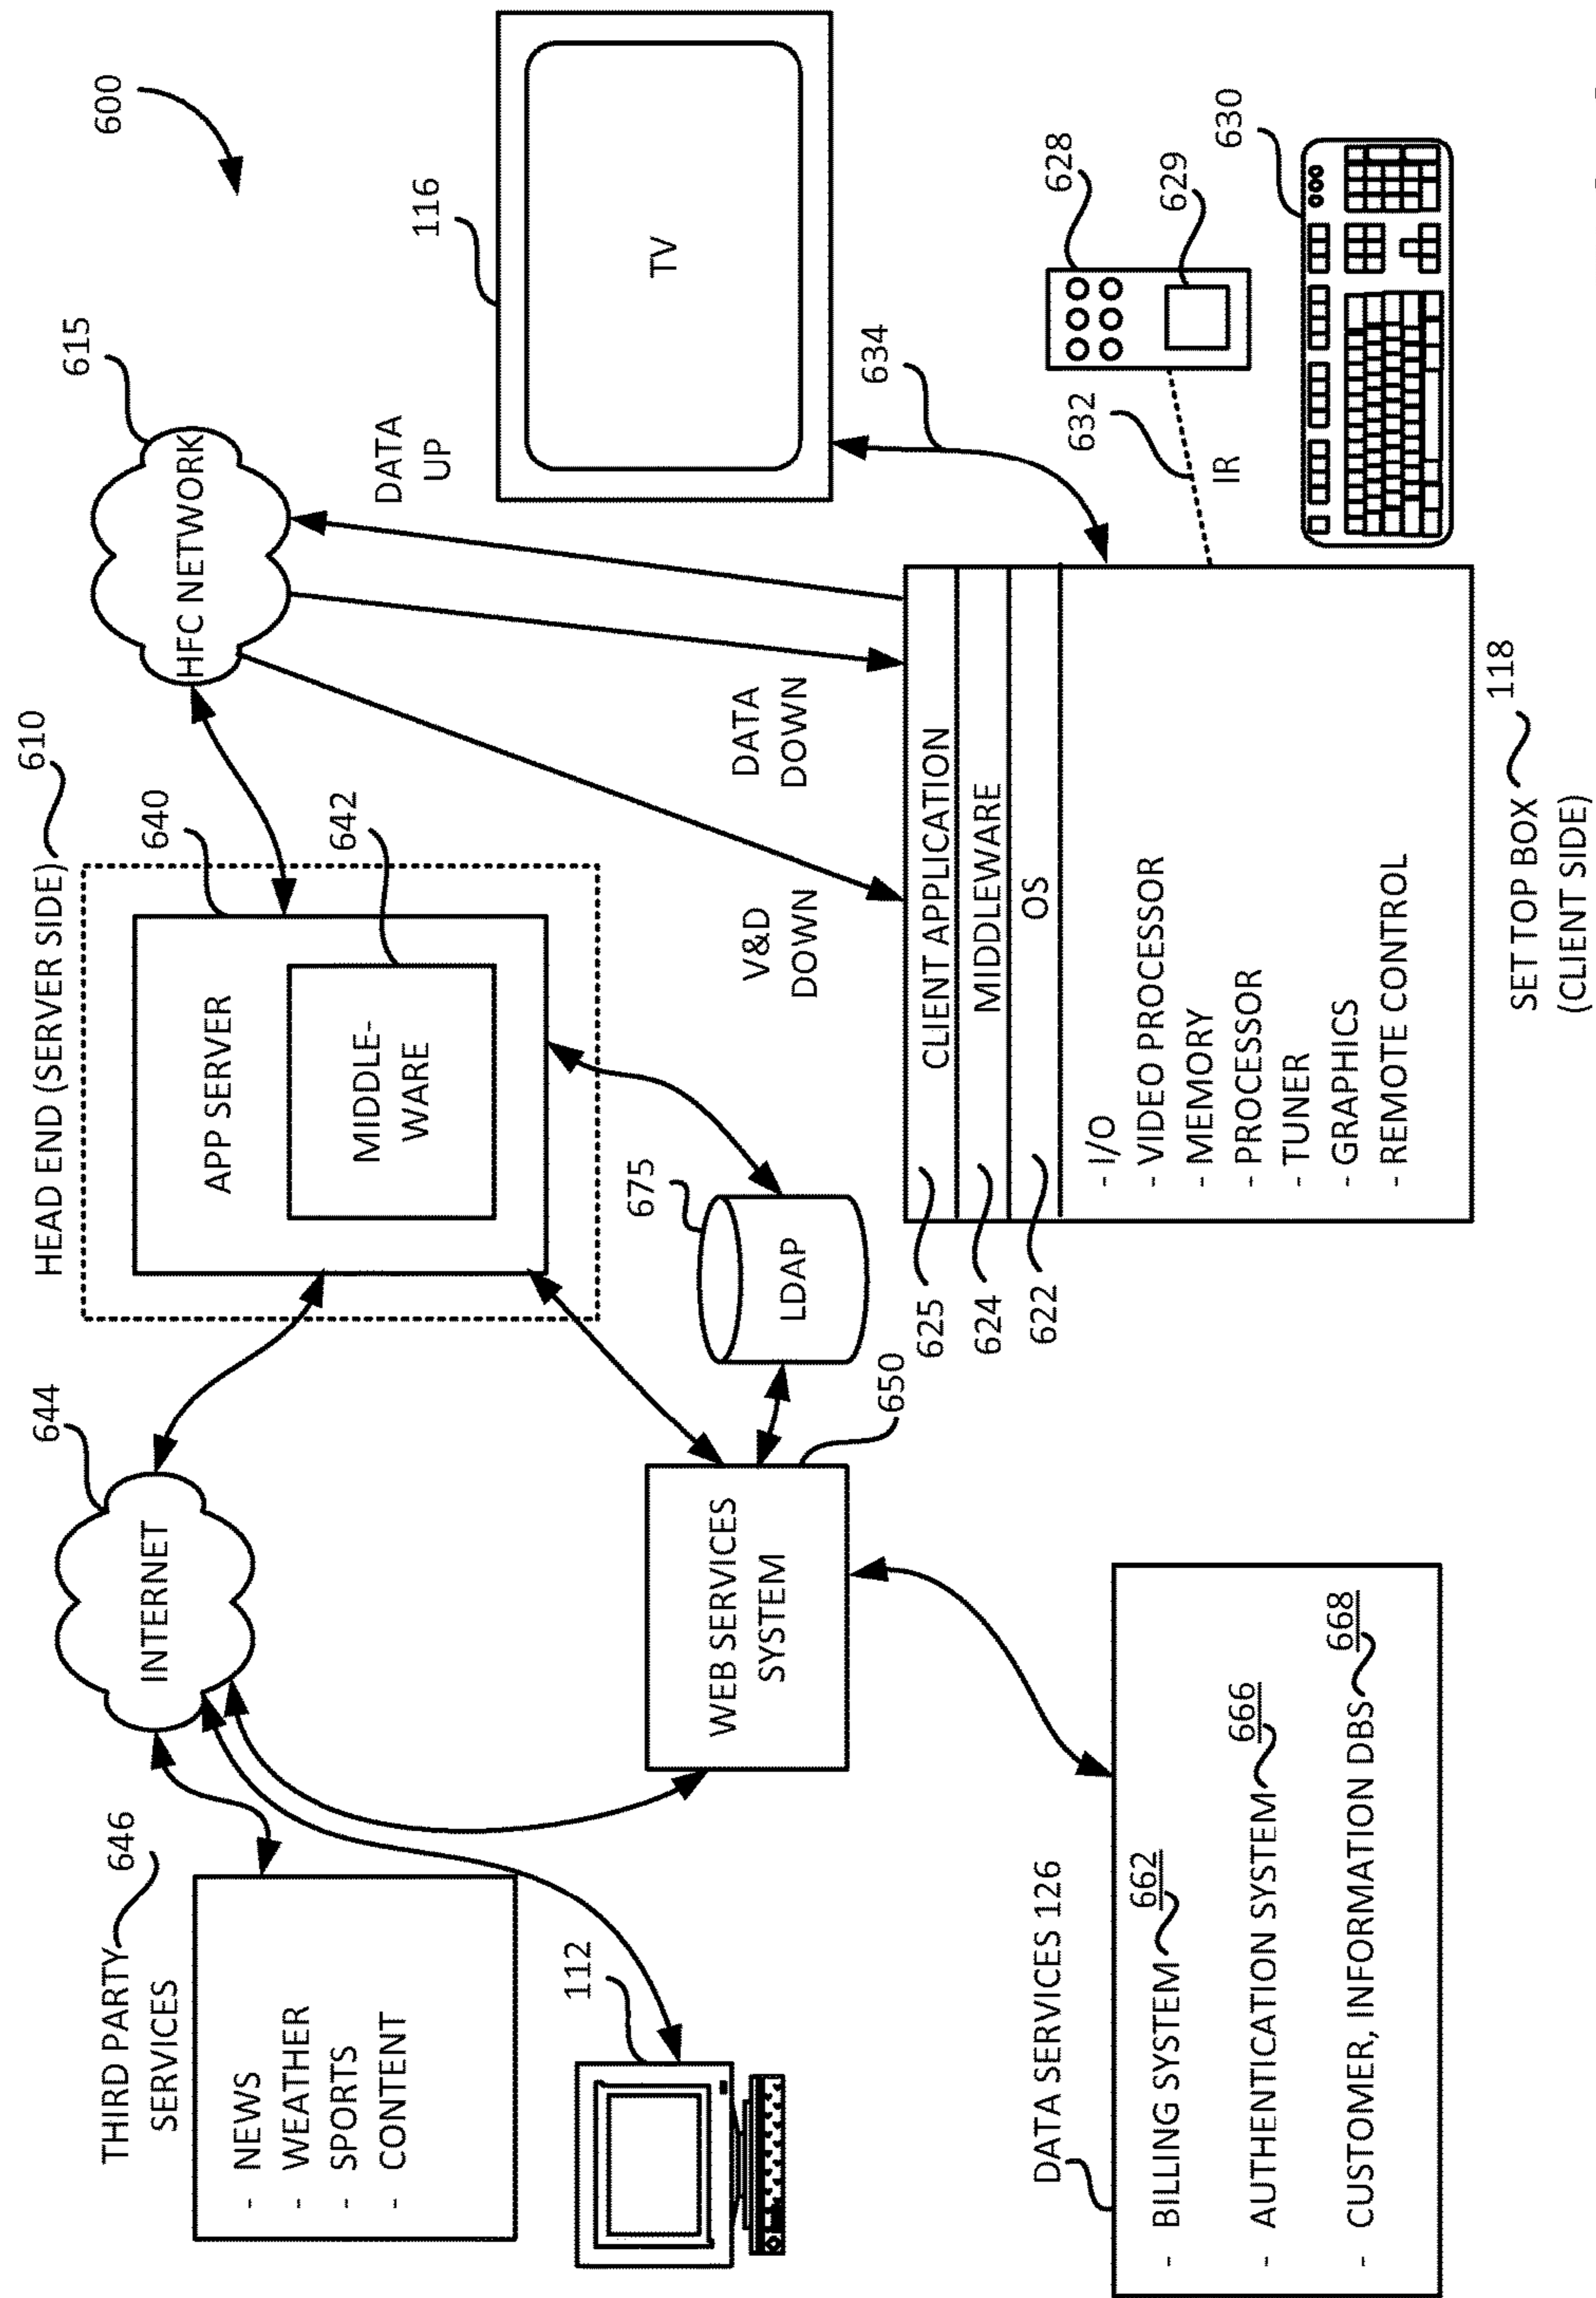 600
HEAD END (SERVER SIDE) 610
615
HFC NETWORK
640
APP SERVER
642
MIDDLE-
WARE
644
INTERNET
THIRD PARTY 646
SERVICES
- NEWS
- WEATHER
- SPORTS
- CONTENT
112
116
TV
DATA
UP
DATA
DOWN
V&D
DOWN
675
LDAP
650
WEB SERVICES
SYSTEM
634
628
629
632
IR
630
625
CLIENT APPLICATION
624
MIDDLEWARE
622
OS
- I/O
- VIDEO PROCESSOR
- MEMORY
- PROCESSOR
- TUNER
- GRAPHICS
- REMOTE CONTROL
SET TOP BOX 118
(CLIENT SIDE)
DATA SERVICES 126
- BILLING SYSTEM 662
- AUTHENTICATION SYSTEM 666
- CUSTOMER, INFORMATION DBS 668